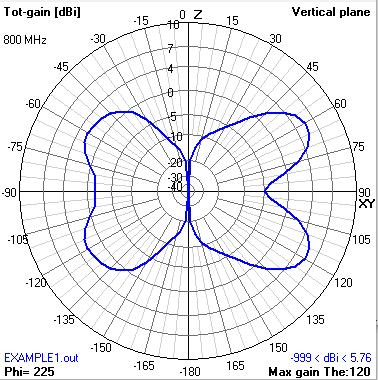 Tot-gain [dBi] Vertical plane
0 Z
-15 10 15
800 MHz -30 7 30
-45 4 45
-60 0 60
-5
-75 -10 75
-20
-30
-40
-90 90
XY
-105 105
-120 120
-135 135
-150 150
-165 165
-180
EXAMPLE1.out -999 < dBi < 5.76
Phi= 225 Max gain The:120